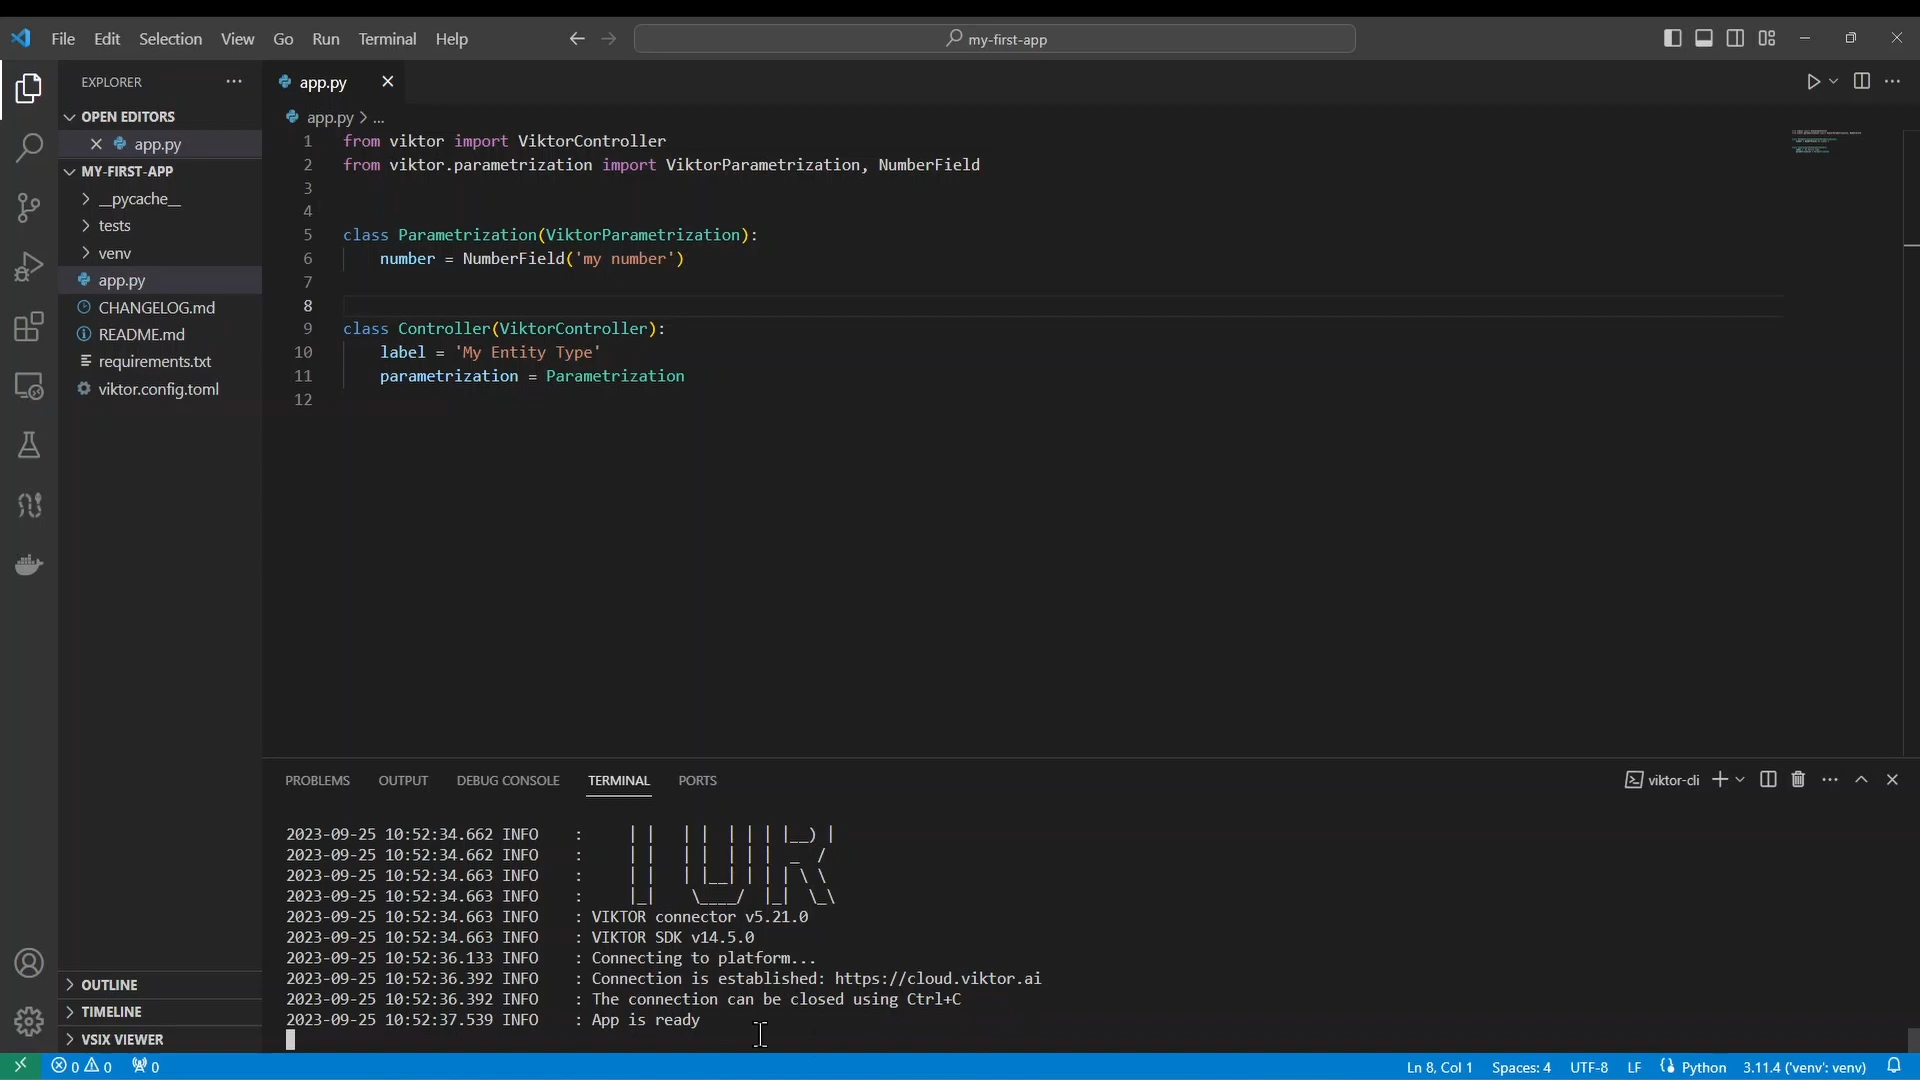 File Edit Selection View Go Run Terminal Help
my-first-app
EXPLORER
OPEN EDITORS
app.py
MY-FIRST-APP
__pycache__
tests
venv
app.py
CHANGELOG.md
README.md
requirements.txt
viktor.config.toml
OUTLINE
TIMELINE
VSIX VIEWER
app.py
app.py > ...
1 from viktor import ViktorController
2 from viktor.parametrization import ViktorParametrization, NumberField
3
4
5 class Parametrization(ViktorParametrization):
6 number = NumberField('my number')
7
8
9 class Controller(ViktorController):
10 label = 'My Entity Type'
11 parametrization = Parametrization
12
PROBLEMS OUTPUT DEBUG CONSOLE TERMINAL PORTS
viktor-cli
2023-09-25 10:52:34.662 INFO : | | | | | | | |__) |
2023-09-25 10:52:34.662 INFO : | | | | | | | _ /
2023-09-25 10:52:34.663 INFO : | | | |__| | | | \ \
2023-09-25 10:52:34.663 INFO : |_| \____/ |_| \_\
2023-09-25 10:52:34.663 INFO : VIKTOR connector v5.21.0
2023-09-25 10:52:34.663 INFO : VIKTOR SDK v14.5.0
2023-09-25 10:52:36.133 INFO : Connecting to platform...
2023-09-25 10:52:36.392 INFO : Connection is established: https://cloud.viktor.ai
2023-09-25 10:52:36.392 INFO : The connection can be closed using Ctrl+C
2023-09-25 10:52:37.539 INFO : App is ready
0 0 0 Ln 8, Col 1 Spaces: 4 UTF-8 LF Python 3.11.4 ('venv': venv)